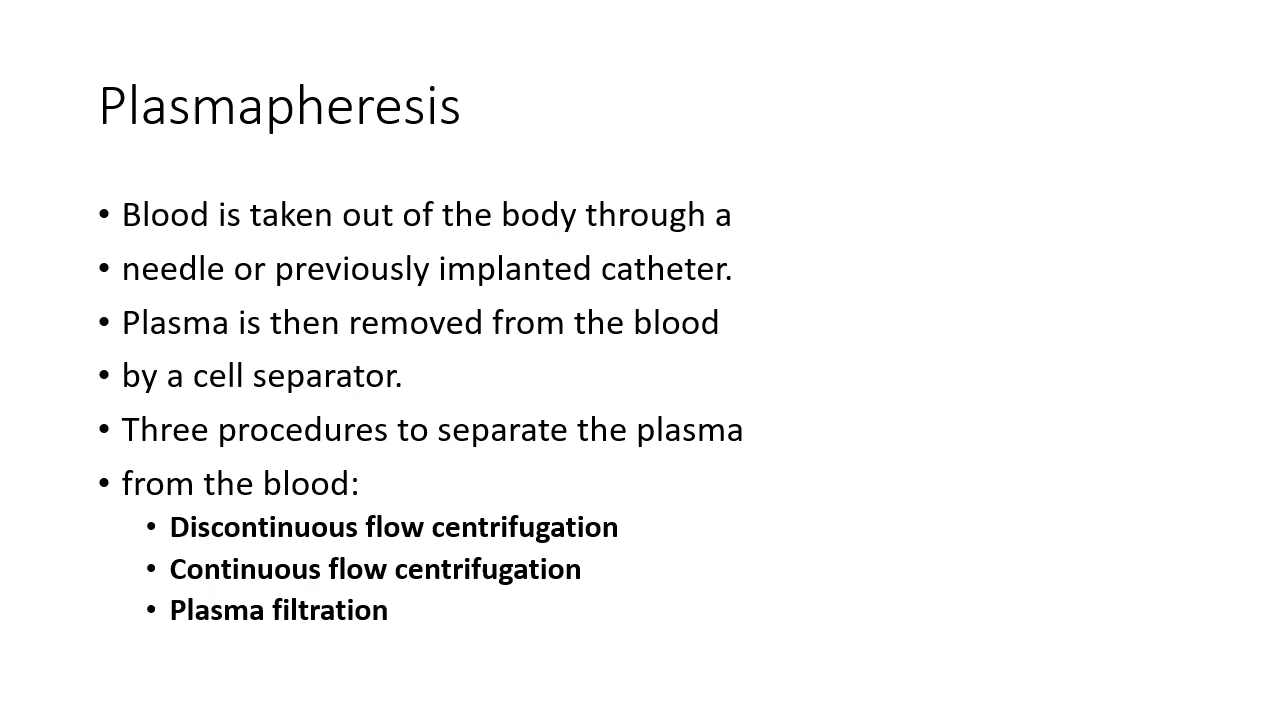 Plasmapheresis
• Blood is taken out of the body through a
• needle or previously implanted catheter.
• Plasma is then removed from the blood
• by a cell separator.
• Three procedures to separate the plasma
• from the blood:
• Discontinuous flow centrifugation
• Continuous flow centrifugation
• Plasma filtration